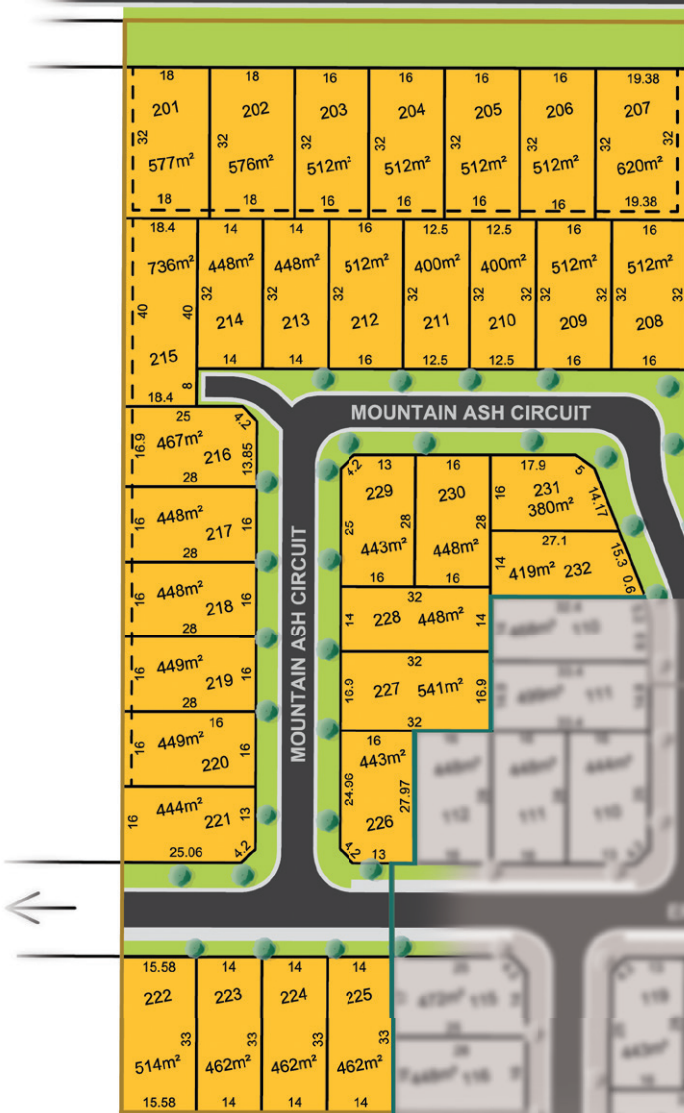 18 18 16 16 16 16 19.38
201 202 203 204 205 206 207
32 32 32 32 32 32 32 32
577m² 576m² 512m² 512m² 512m² 512m² 620m²
18 18 16 16 16 16 19.38
18.4 14 14 16 12.5 12.5 16 16
736m² 448m² 448m² 512m² 400m² 400m² 512m² 512m²
40 40 32 32 32 32 32 32 32 32
215 214 213 212 211 210 209 208
18.4 8 14 14 16 12.5 12.5 16 16
MOUNTAIN ASH CIRCUIT
25 4.2
16.9 467m² 216 13.85
28
16 448m² 217 16
28
16 448m² 218 16
28
16 449m² 219 16
28
16
16 449m² 220 16
16 444m² 221 13
25.06 4.2
MOUNTAIN ASH CIRCUIT
4.2 13 16 17.9 5
229 230 16 231 14.17
25 28 28 380m²
443m² 448m² 27.1 15.3
16 16 14 419m² 232 0.6
32
14 228 448m² 14
32
16.9 227 541m² 16.9
32
16
443m²
24.96 27.97
226
4.2 13
15.58 14 14 14
222 223 224 225
33 33 33 33
514m² 462m² 462m² 462m²
15.58 14 14 14